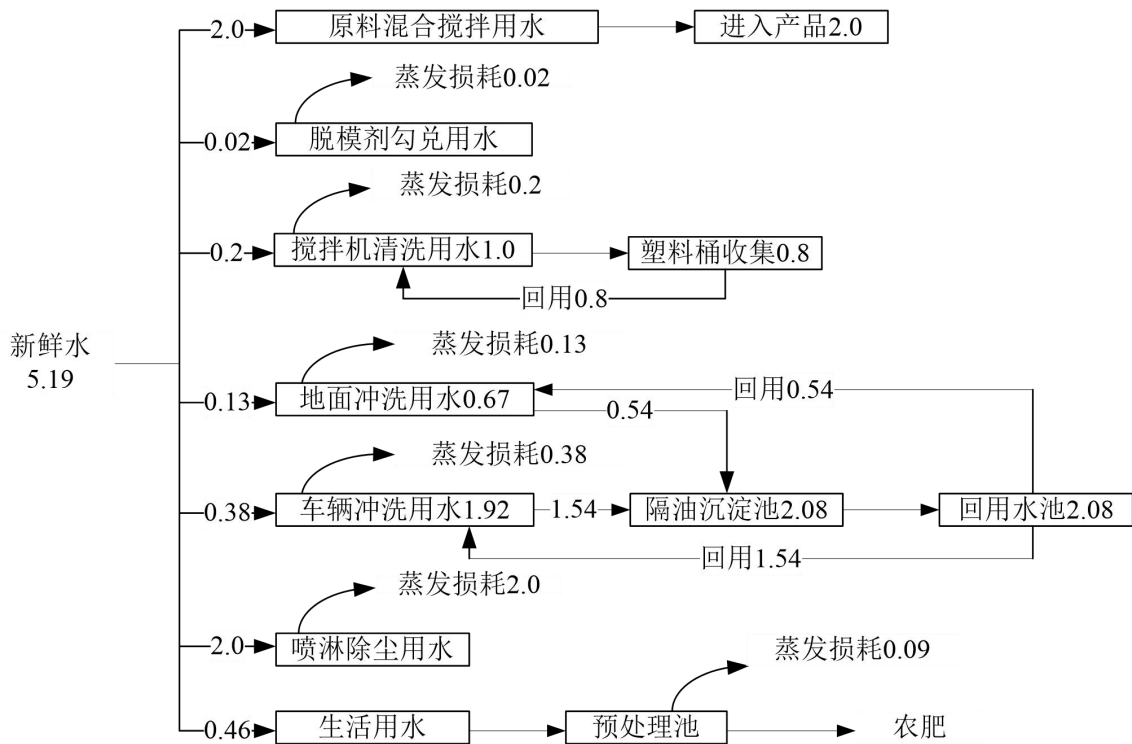 2.0
原料混合搅拌用水
进入产品2.0
蒸发损耗0.02
0.02
脱模剂勾兑用水
蒸发损耗0.2
0.2
搅拌机清洗用水1.0
塑料桶收集0.8
回用0.8
新鲜水
5.19
蒸发损耗0.13
0.13
地面冲洗用水0.67
回用0.54
0.54
蒸发损耗0.38
0.38
车辆冲洗用水1.92
1.54
隔油沉淀池2.08
回用水池2.08
回用1.54
蒸发损耗2.0
2.0
喷淋除尘用水
蒸发损耗0.09
0.46
生活用水
预处理池
农肥